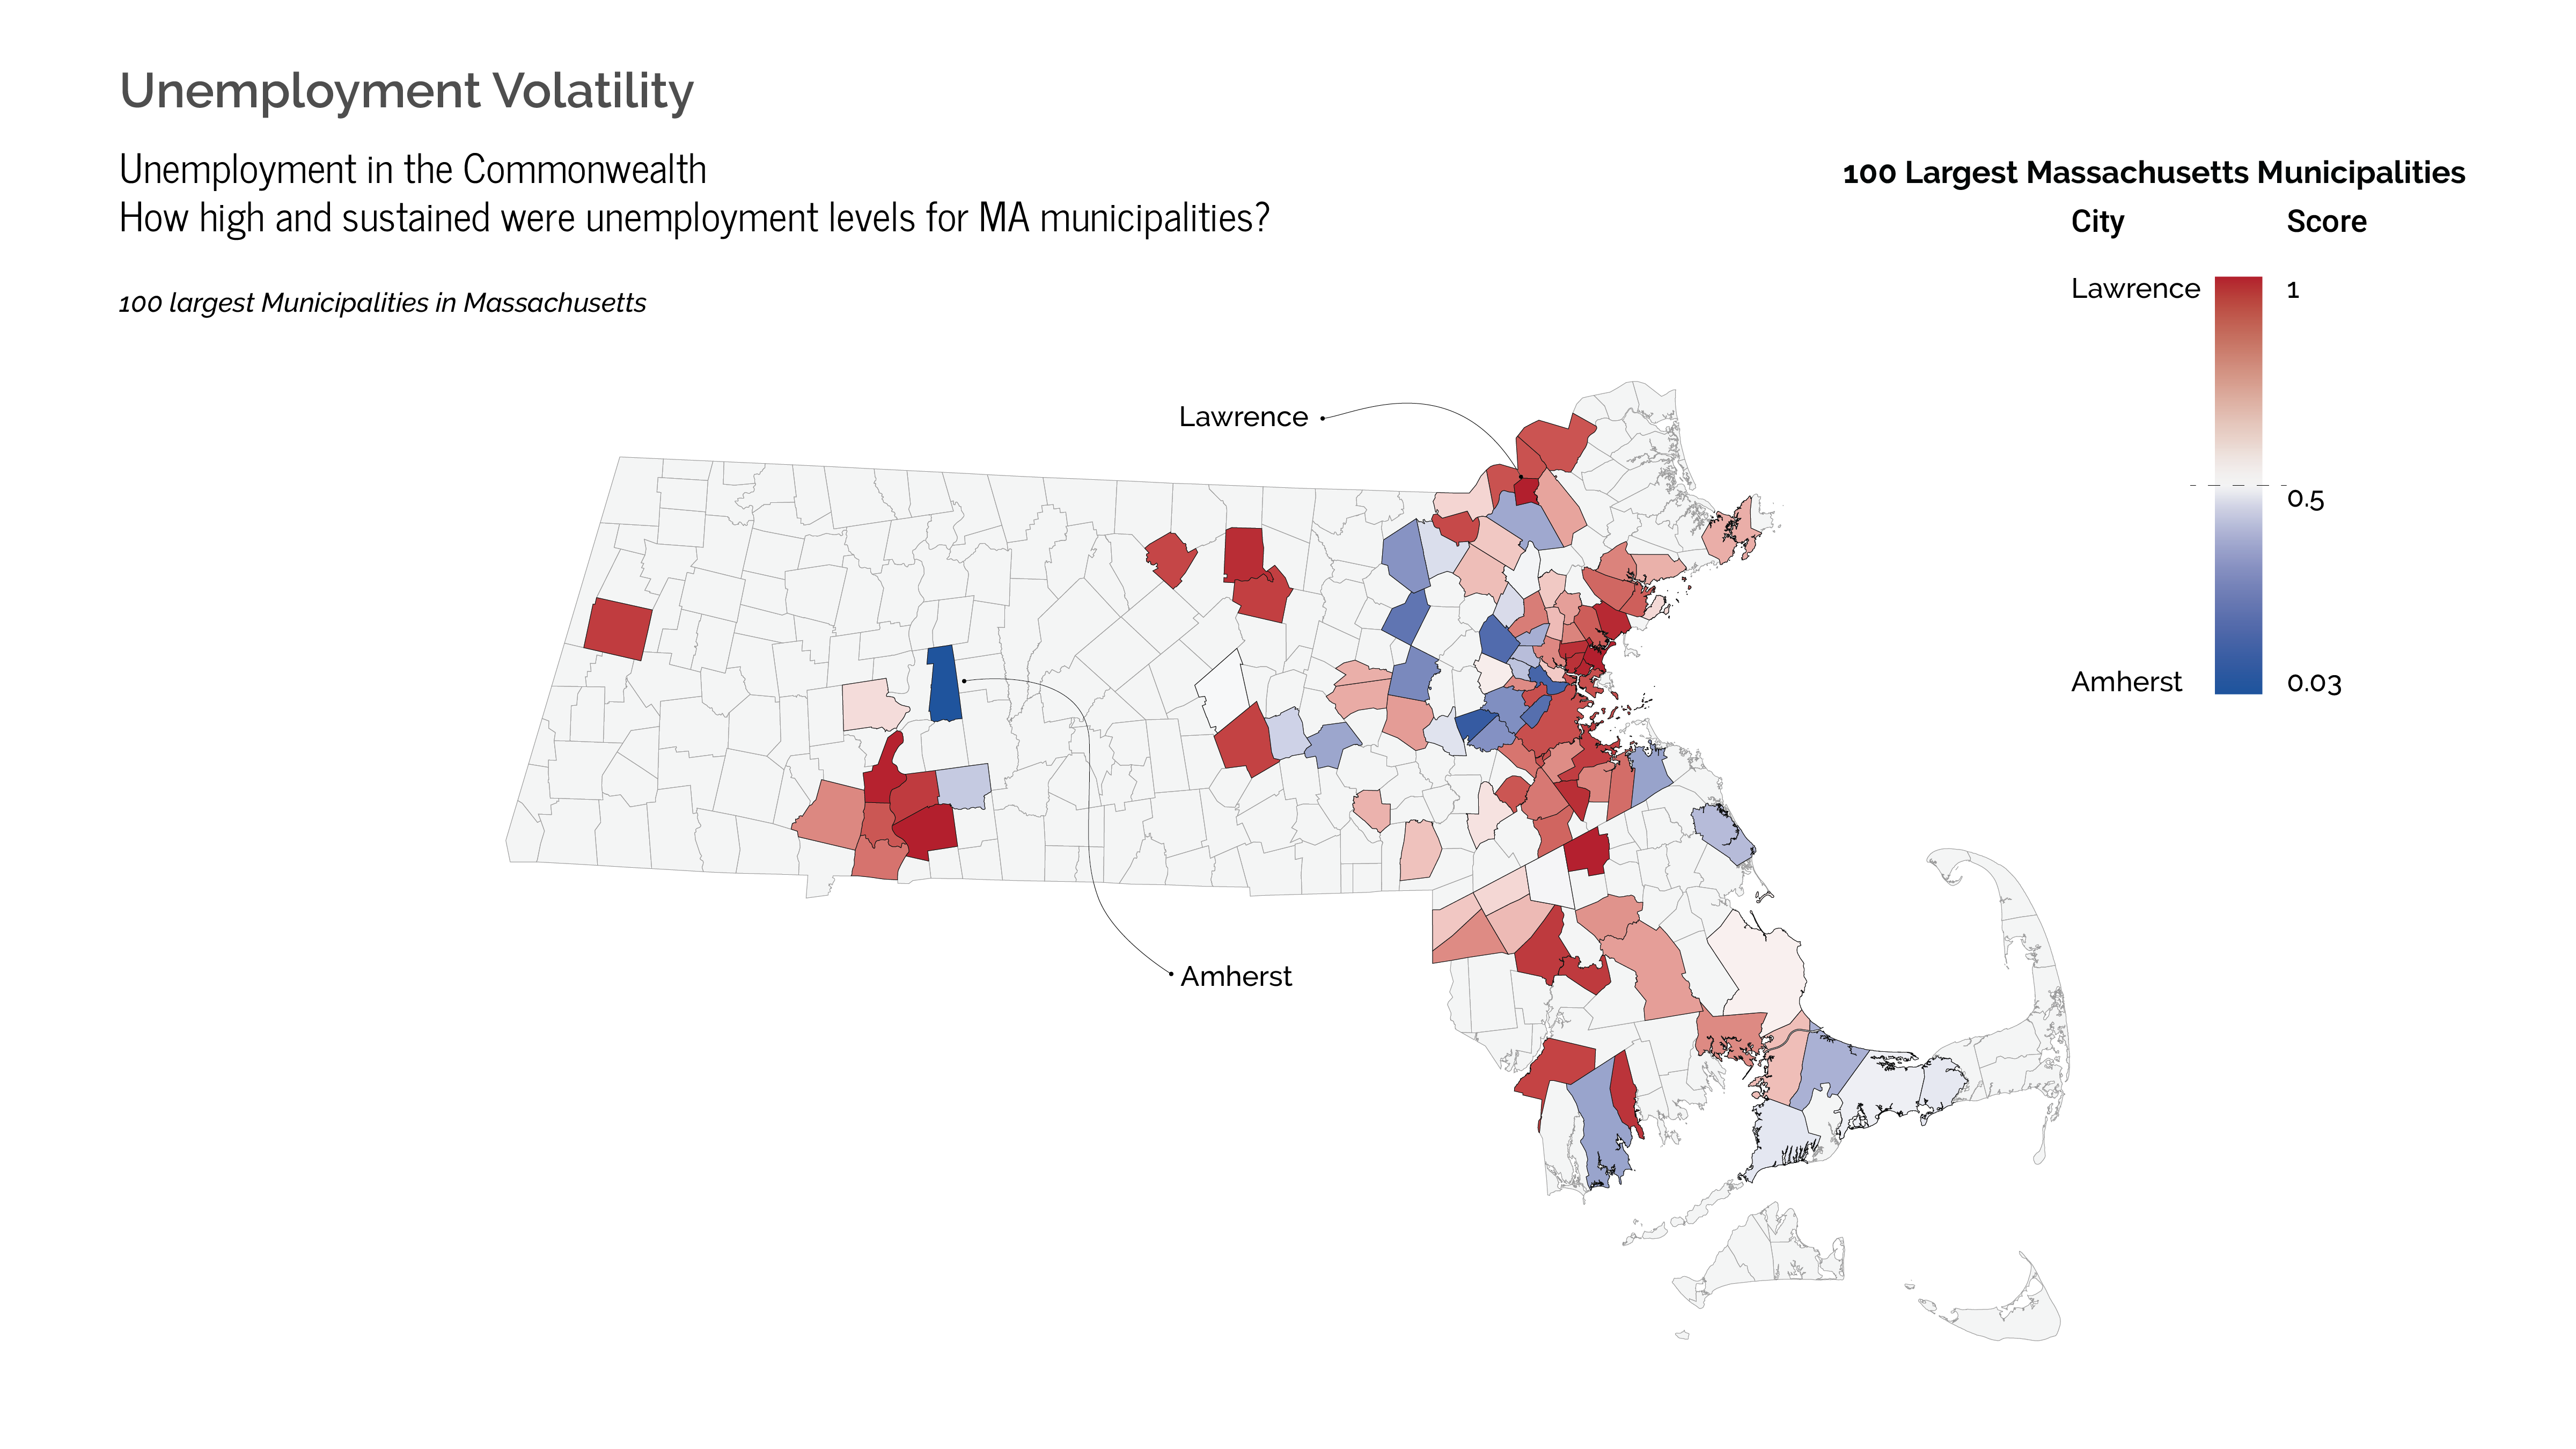 Unemployment Volatility
Unemployment in the Commonwealth
How high and sustained were unemployment levels for MA municipalities?
100 largest Municipalities in Massachusetts
100 Largest Massachusetts Municipalities
City Score
Lawrence 1
0.5
Amherst 0.03
Lawrence
Amherst